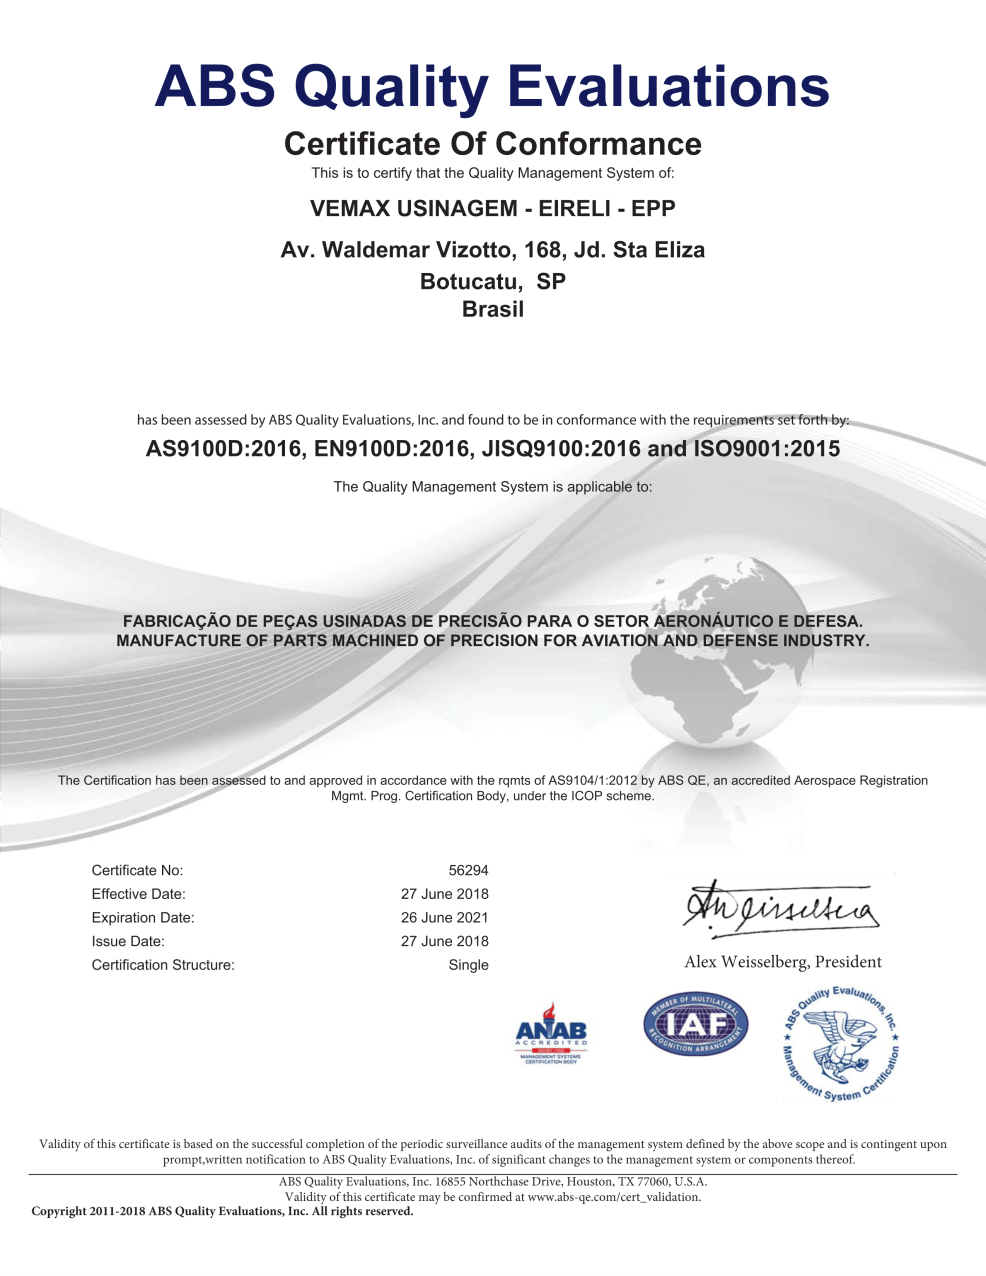 ABS Quality Evaluations
Certificate Of Conformance
This is to certify that the Quality Management System of:
VEMAX USINAGEM - EIRELI - EPP
Av. Waldemar Vizotto, 168, Jd. Sta Eliza
Botucatu, SP
Brasil
has been assessed by ABS Quality Evaluations, Inc. and found to be in conformance with the requirements set forth by:
AS9100D:2016, EN9100D:2016, JISQ9100:2016 and ISO9001:2015
The Quality Management System is applicable to:
FABRICAÇÃO DE PEÇAS USINADAS DE PRECISÃO PARA O SETOR AERONÁUTICO E DEFESA.
MANUFACTURE OF PARTS MACHINED OF PRECISION FOR AVIATION AND DEFENSE INDUSTRY.
The Certification has been assessed to and approved in accordance with the rqmts of AS9104/1:2012 by ABS QE, an accredited Aerospace Registration
Mgmt. Prog. Certification Body, under the ICOP scheme.
Certificate No: 56294
Effective Date: 27 June 2018
Expiration Date: 26 June 2021
Issue Date: 27 June 2018
Certification Structure: Single
Alex Weisselberg, President
ANAB
ACCREDITED
MANAGEMENT SYSTEMS
CERTIFICATION BODY
MEMBER OF MULTILATERAL
IAF
RECOGNITION ARRANGEMENT
ABS Quality Evaluations, Inc.
Management System Certification
Validity of this certificate is based on the successful completion of the periodic surveillance audits of the management system defined by the above scope and is contingent upon
prompt,written notification to ABS Quality Evaluations, Inc. of significant changes to the management system or components thereof.
ABS Quality Evaluations, Inc. 16855 Northchase Drive, Houston, TX 77060, U.S.A.
Validity of this certificate may be confirmed at www.abs-qe.com/cert_validation.
Copyright 2011-2018 ABS Quality Evaluations, Inc. All rights reserved.